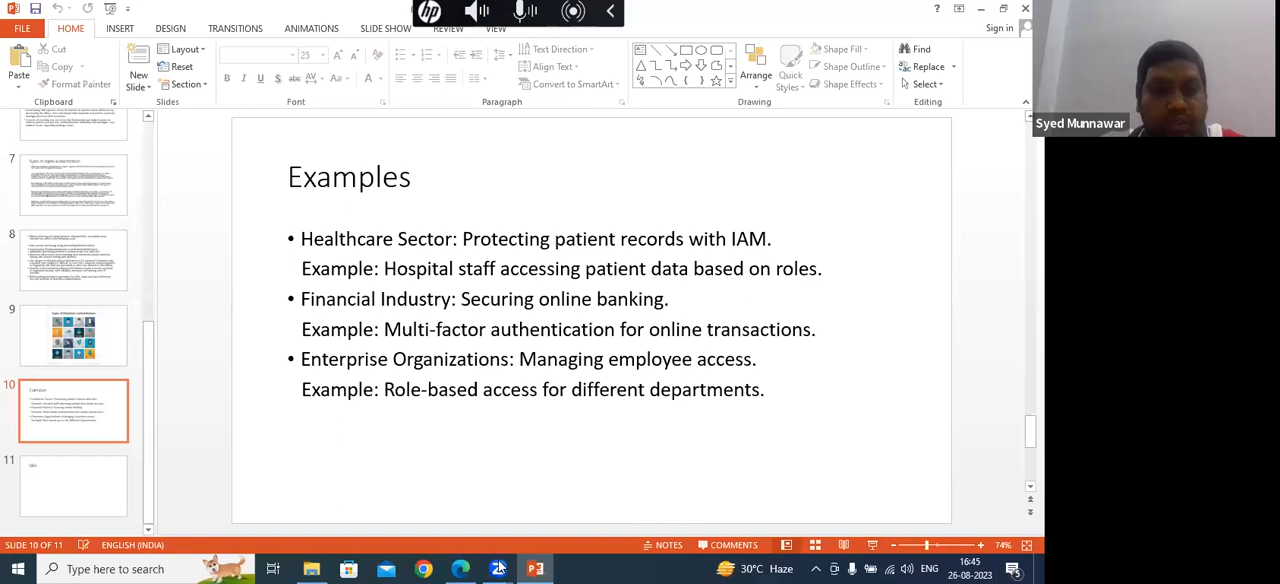 Sign in
FILE
HOME
INSERT
DESIGN
TRANSITIONS
ANIMATIONS
SLIDE SHOW
REVIEW
VIEW
Paste
Cut
Copy
Format Painter
Clipboard
New Slide
Layout
Reset
Section
Slides
25
Font
Text Direction
Align Text
Convert to SmartArt
Paragraph
Arrange
Quick Styles
Shape Fill
Shape Outline
Shape Effects
Drawing
Find
Replace
Select
Editing
Syed Munnawar
7
8
9
10
11
Examples
• Healthcare Sector: Protecting patient records with IAM.
Example: Hospital staff accessing patient data based on roles.
• Financial Industry: Securing online banking.
Example: Multi-factor authentication for online transactions.
• Enterprise Organizations: Managing employee access.
Example: Role-based access for different departments.
SLIDE 10 OF 11 ENGLISH (INDIA) NOTES COMMENTS 74%
Type here to search
30°C Haze
ENG
16:45
26-08-2023
5